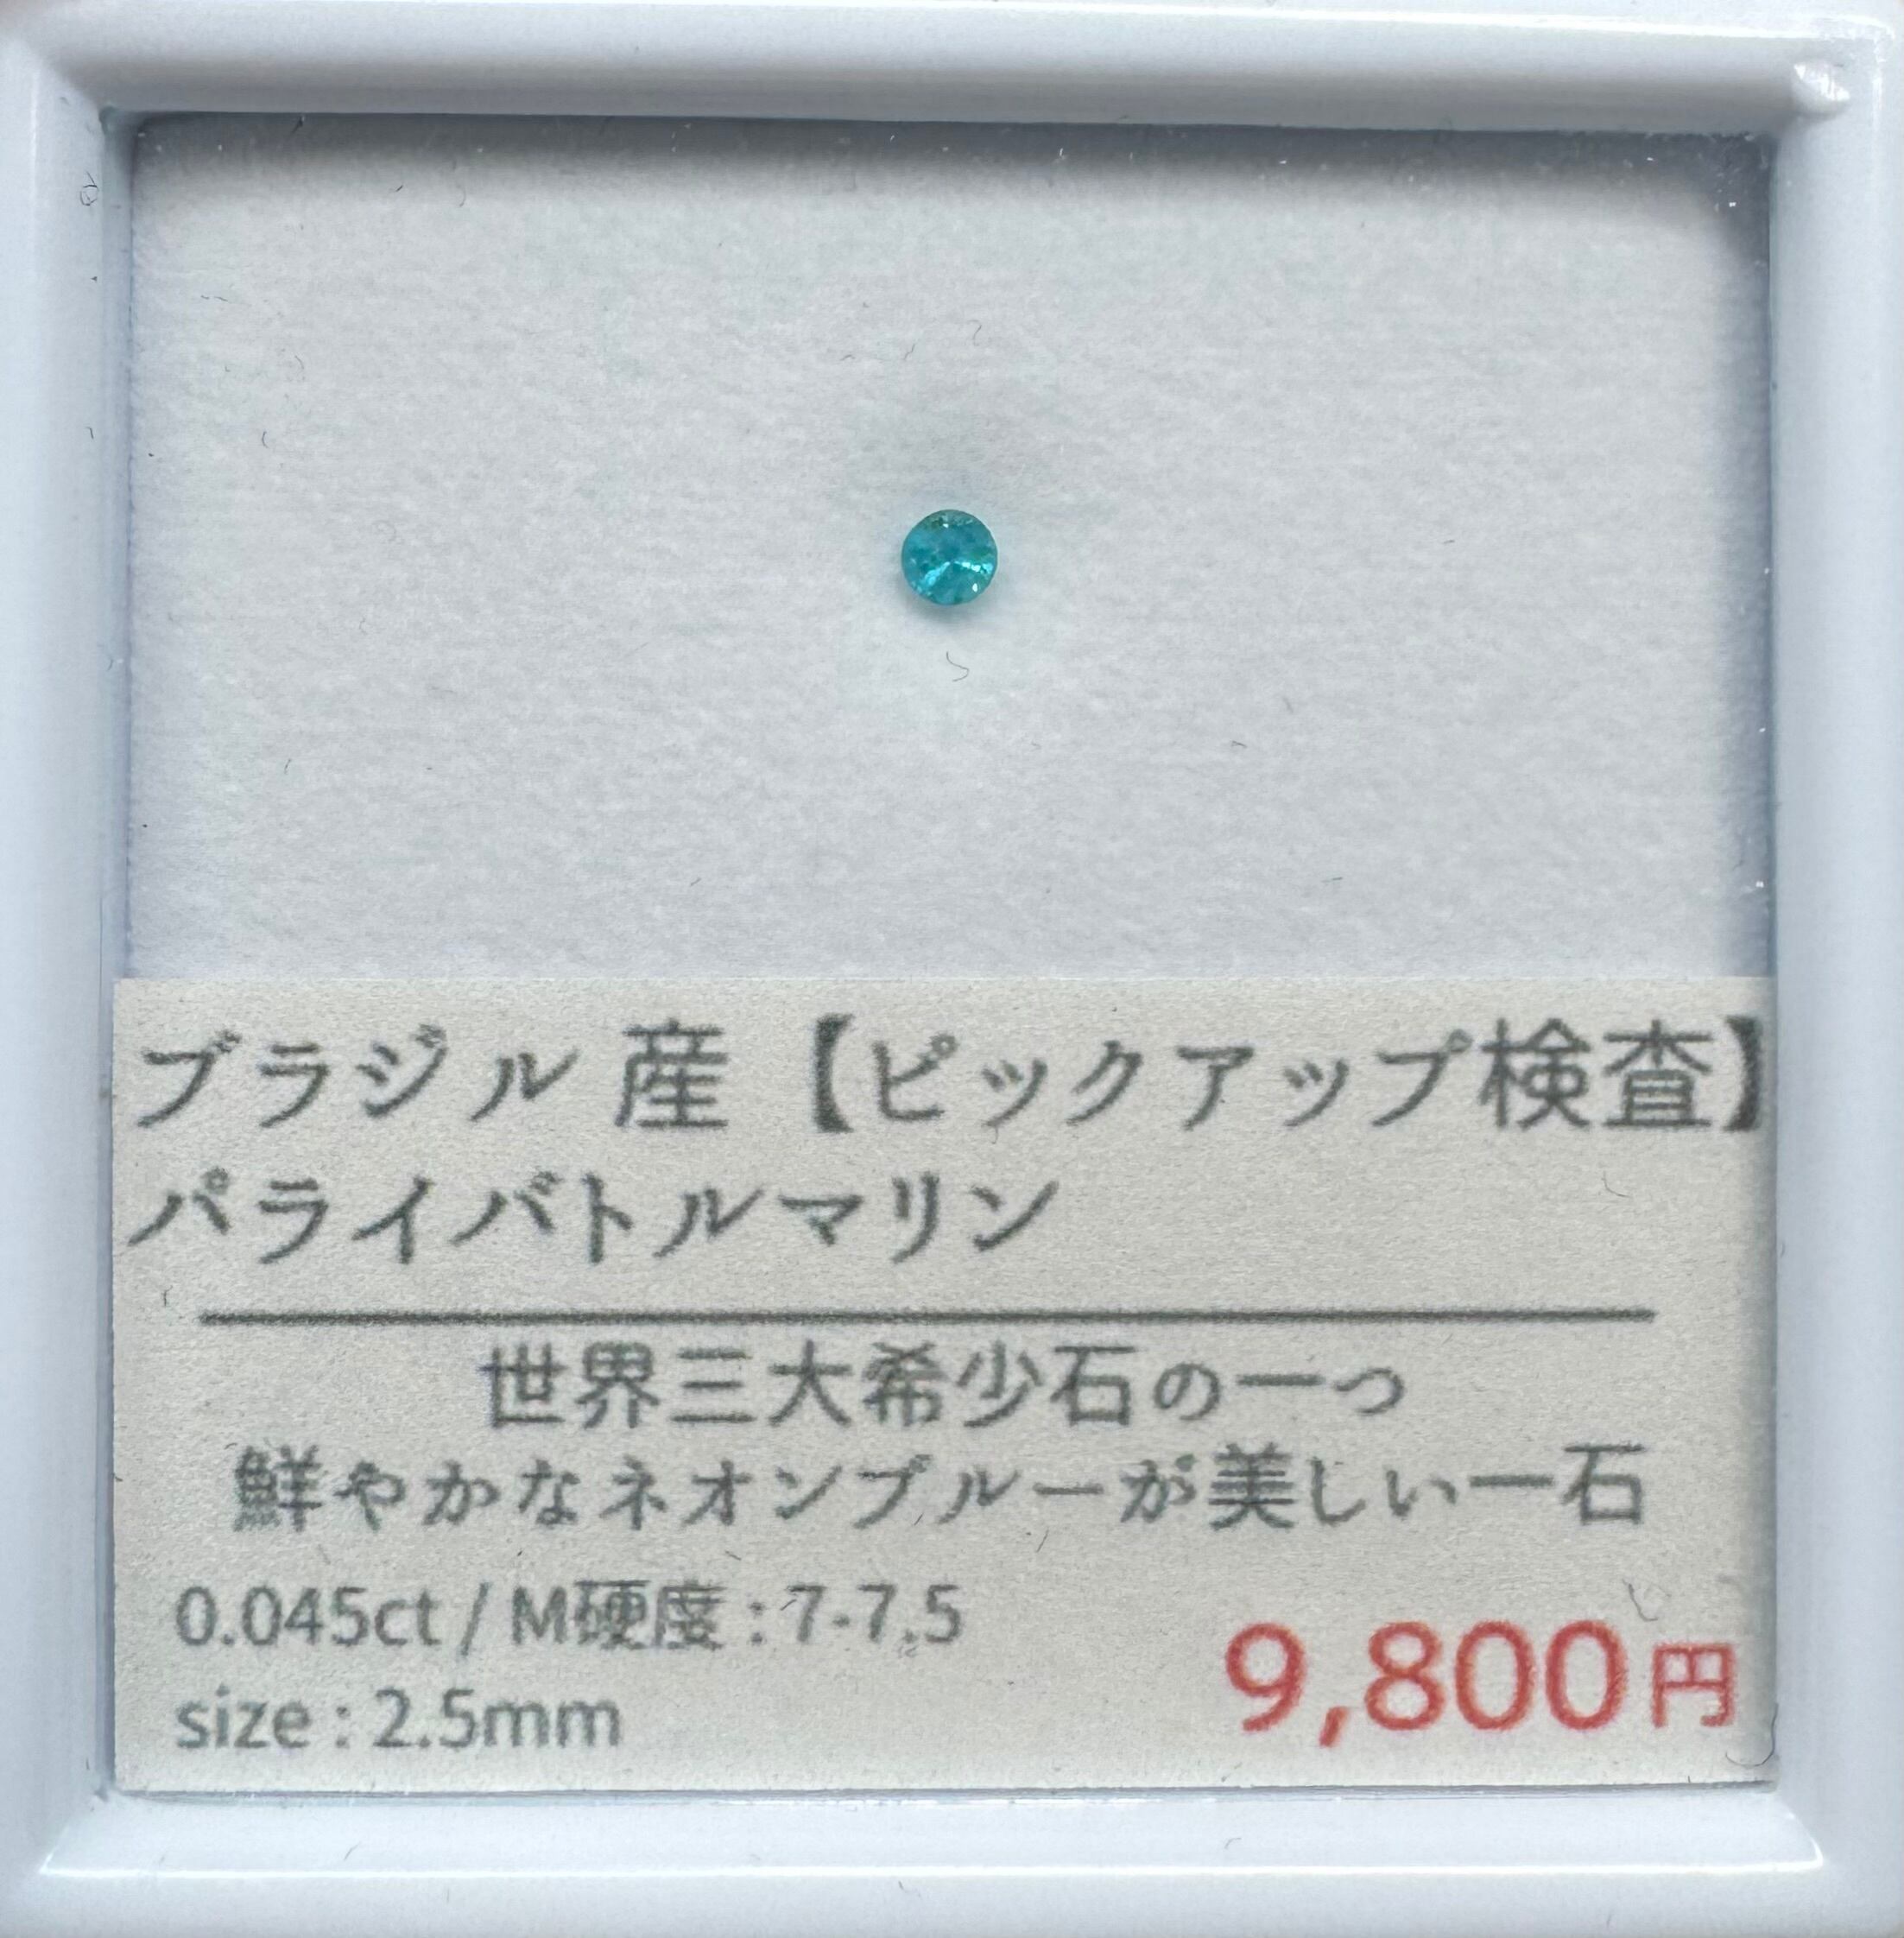 ブラジル 産【ピックアップ検査】
パライバトルマリン
世界三大希少石の一つ
鮮やかなネオンブルーが美しい一石
0.045ct / M硬度 : 7-7.5
size : 2.5mm
9,800円